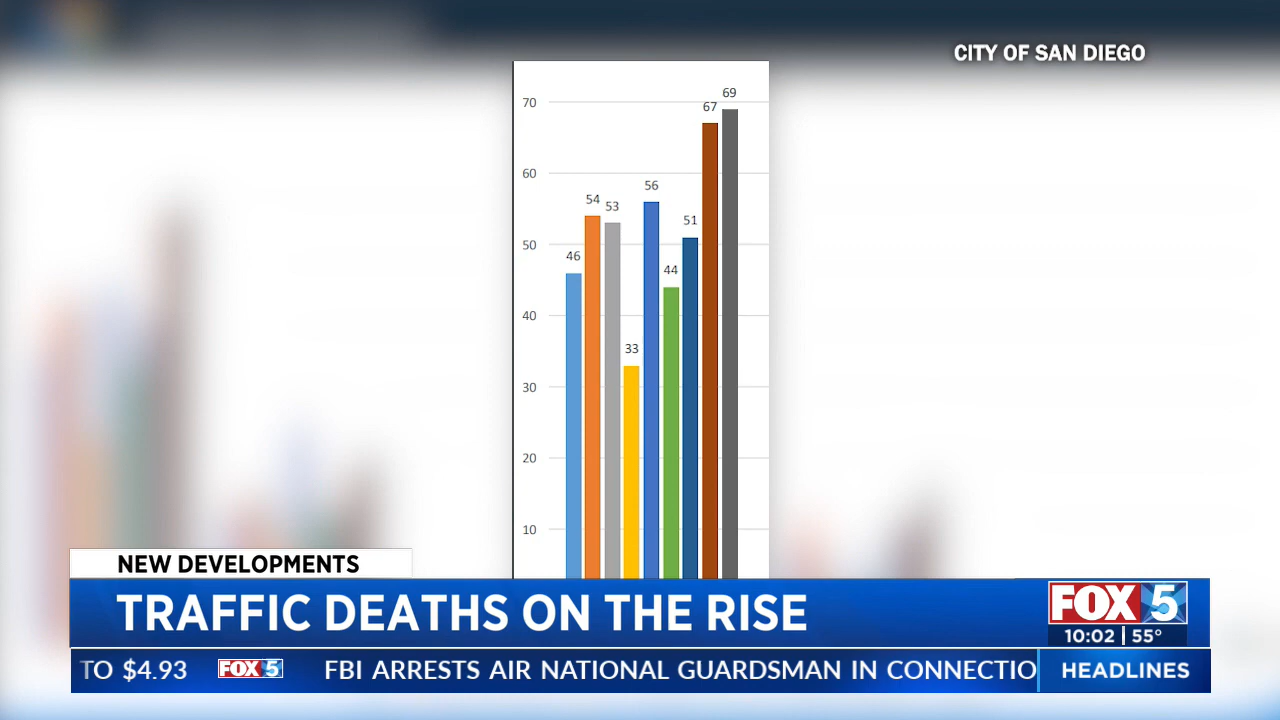 CITY OF SAN DIEGO
69
70
67
60
56
54
53
51
50
46
44
40
33
30
20
10
NEW DEVELOPMENTS
TRAFFIC DEATHS ON THE RISE
FOX 5
10:02 | 55°
TO $4.93 FOX 5 FBI ARRESTS AIR NATIONAL GUARDSMAN IN CONNECTIO HEADLINES